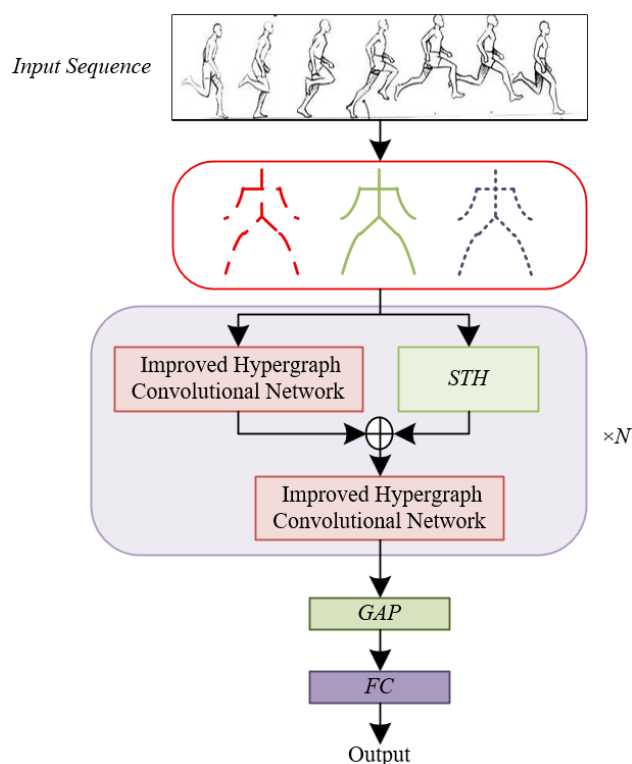 Input Sequence
Improved Hypergraph
Convolutional Network
STH
×N
Improved Hypergraph
Convolutional Network
GAP
FC
Output